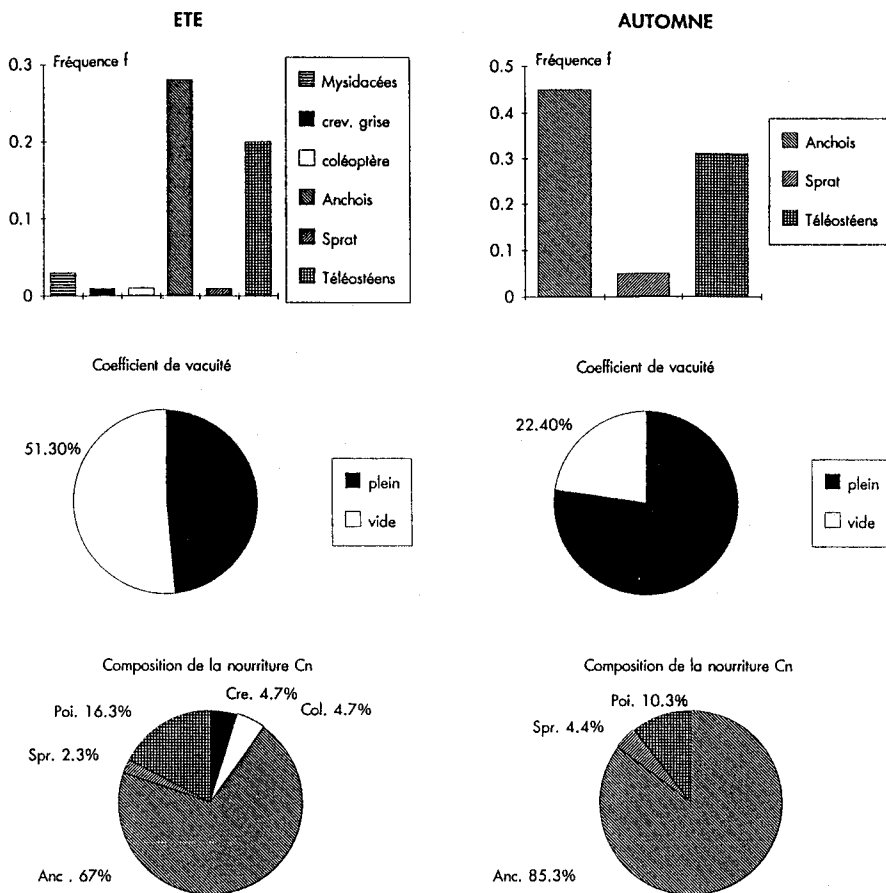 ETE
Fréquence f
0.3
0.2
0.1
0
Mysidacées
crev. grise
coléoptère
Anchois
Sprat
Téléostéens
AUTOMNE
Fréquence f
0.5
0.4
0.3
0.2
0.1
0
Anchois
Sprat
Téléostéens
Coefficient de vacuité
51.30%
plein
vide
Coefficient de vacuité
22.40%
plein
vide
Composition de la nourriture Cn
Cre. 4.7%
Col. 4.7%
Poi. 16.3%
Spr. 2.3%
Anc . 67%
Composition de la nourriture Cn
Poi. 10.3%
Spr. 4.4%
Anc. 85.3%